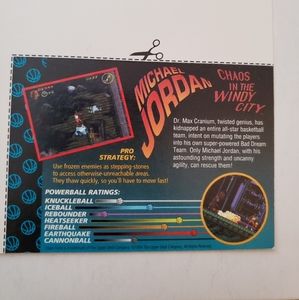 MICHAEL
JORDAN
CHAOS
IN THE
WINDY
CITY
Dr. Max Cranium, twisted genius, has
kidnapped an entire all-star basketball
team, intent on mutating the players
into his own super-powered Bad Dream
Team. Only Michael Jordan, with his
astounding strength and uncanny
agility, can rescue them!
PRO
STRATEGY:
Use frozen enemies as stepping-stones
to access otherwise-unreachable areas.
They thaw quickly, so you'll have to move fast!
POWERBALL RATINGS:
KNUCKLEBALL
ICEBALL
REBOUNDER
HEATSEEKER
FIREBALL
EARTHQUAKE
CANNONBALL